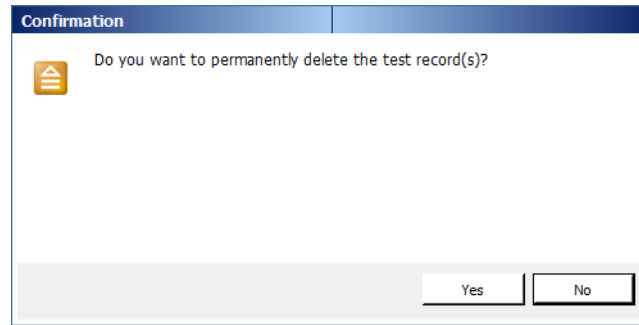 Confirmation
Do you want to permanently delete the test record(s)?
Yes
No